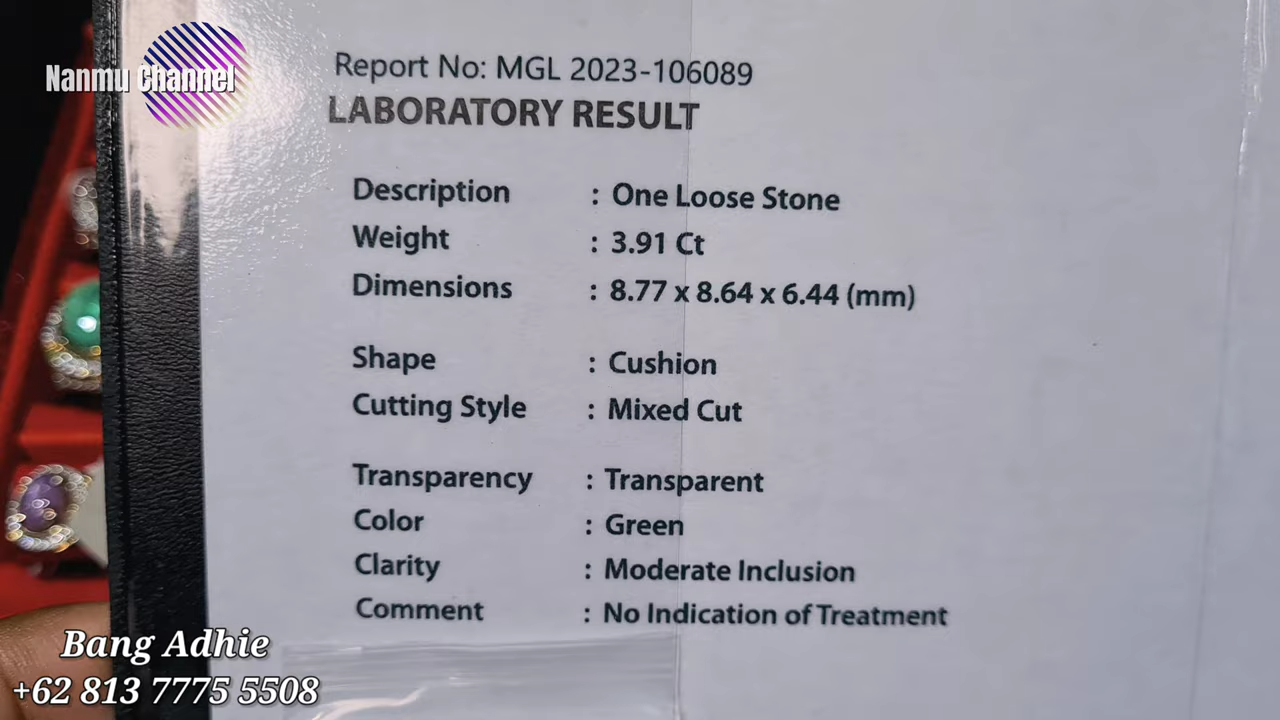 Nanmu Channel
Report No: MGL 2023-106089
LABORATORY RESULT
Description : One Loose Stone
Weight : 3.91 Ct
Dimensions : 8.77 x 8.64 x 6.44 (mm)
Shape : Cushion
Cutting Style : Mixed Cut
Transparency : Transparent
Color : Green
Clarity : Moderate Inclusion
Comment : No Indication of Treatment
Bang Adhie
+62 813 7775 5508